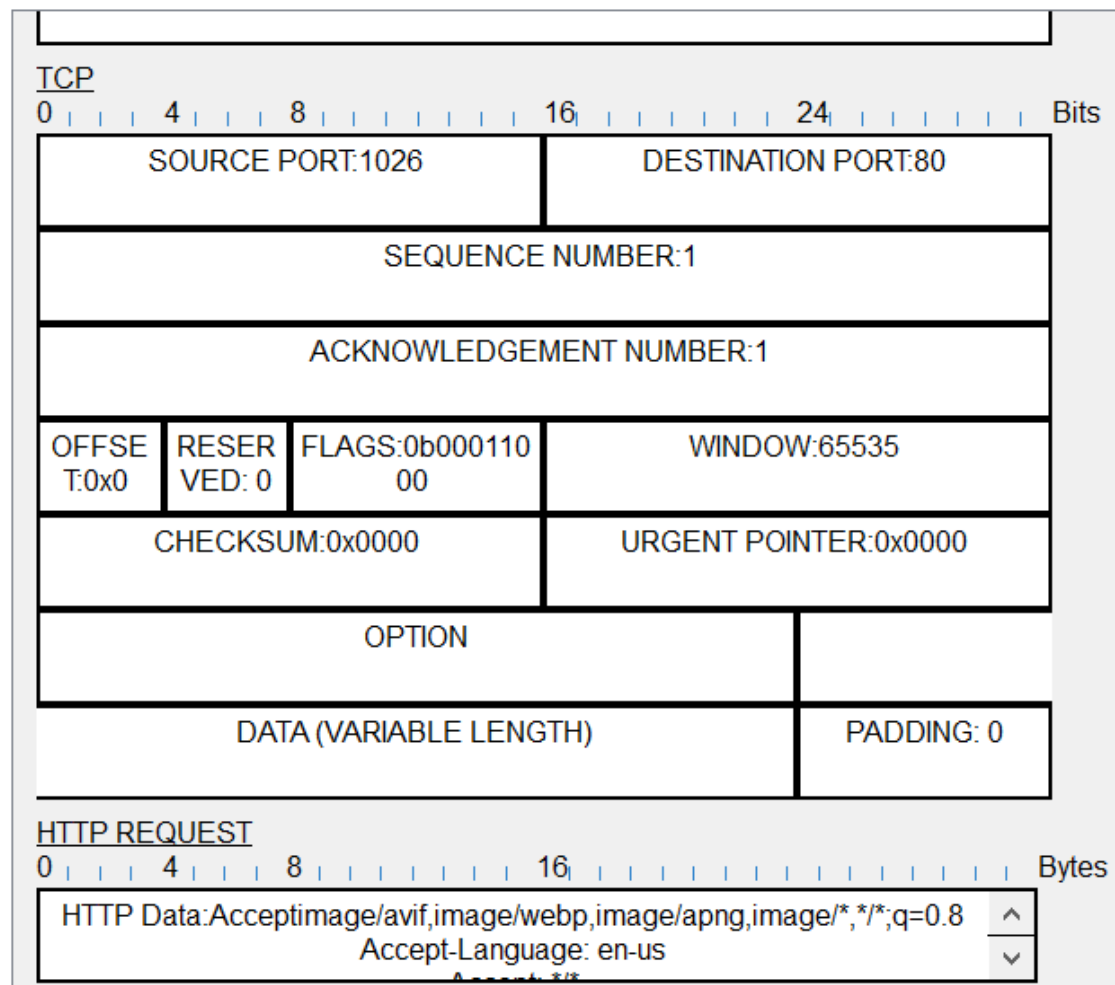 TCP
0 4 8 16 24 Bits
SOURCE PORT:1026 DESTINATION PORT:80
SEQUENCE NUMBER:1
ACKNOWLEDGEMENT NUMBER:1
OFFSE RESER FLAGS:0b000110 WINDOW:65535
T:0x0 VED: 0 00
CHECKSUM:0x0000 URGENT POINTER:0x0000
OPTION
DATA (VARIABLE LENGTH) PADDING: 0
HTTP REQUEST
0 4 8 16 Bytes
HTTP Data:Acceptimage/avif,image/webp,image/apng,image/*,*/*;q=0.8
Accept-Language: en-us
Accept: */*